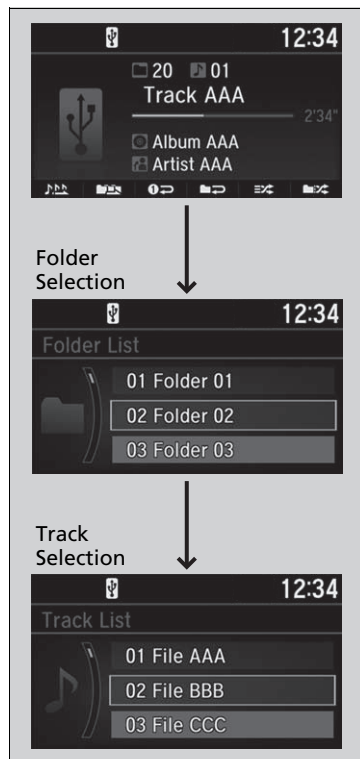 12:34
20 01
Track AAA
2'34"
Album AAA
Artist AAA
Folder
Selection
12:34
Folder List
01 Folder 01
02 Folder 02
03 Folder 03
Track
Selection
12:34
Track List
01 File AAA
02 File BBB
03 File CCC